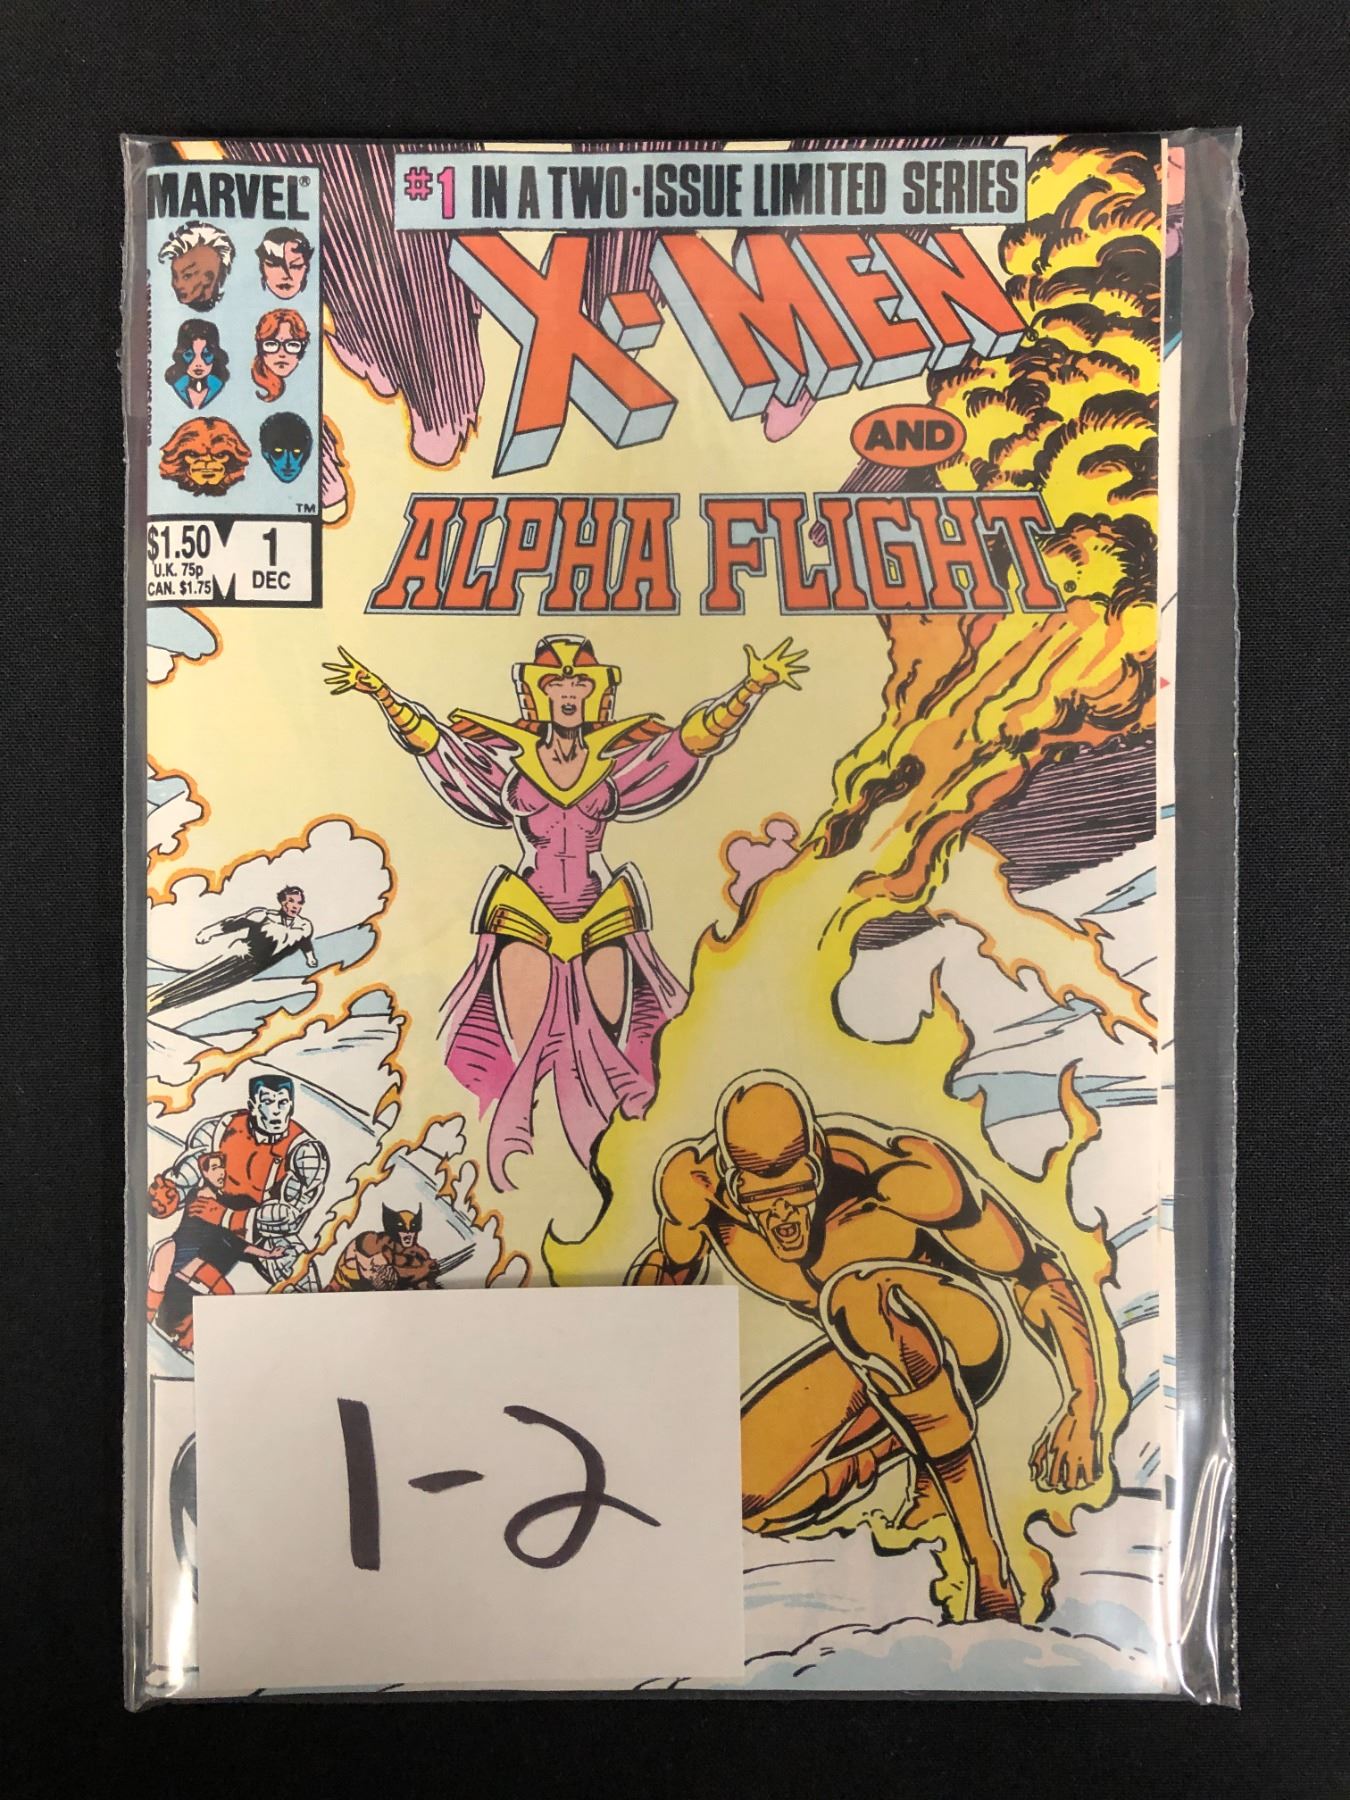 MARVEL®
#1 IN A TWO-ISSUE LIMITED SERIES
X-MEN
AND
ALPHA FLIGHT®
TM
$1.50
U.K. 75p
CAN. $1.75
M
1
DEC
1-2